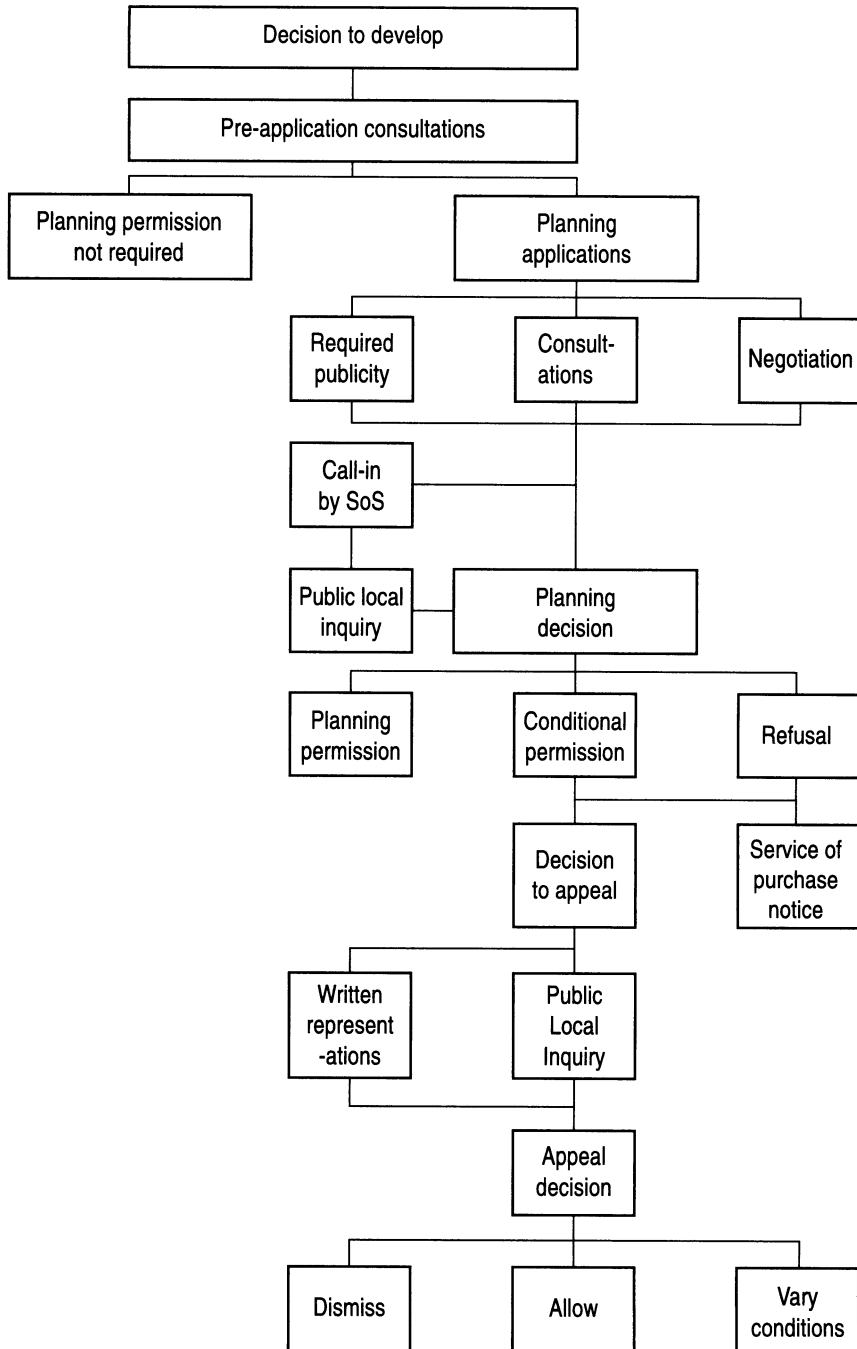 Decision to develop
Pre-application consultations
Planning permission
not required
Planning
applications
Required
publicity
Consult-
ations
Negotiation
Call-in
by SoS
Public local
inquiry
Planning
decision
Planning
permission
Conditional
permission
Refusal
Decision
to appeal
Service of
purchase
notice
Written
represent
-ations
Public
Local
Inquiry
Appeal
decision
Dismiss
Allow
Vary
conditions